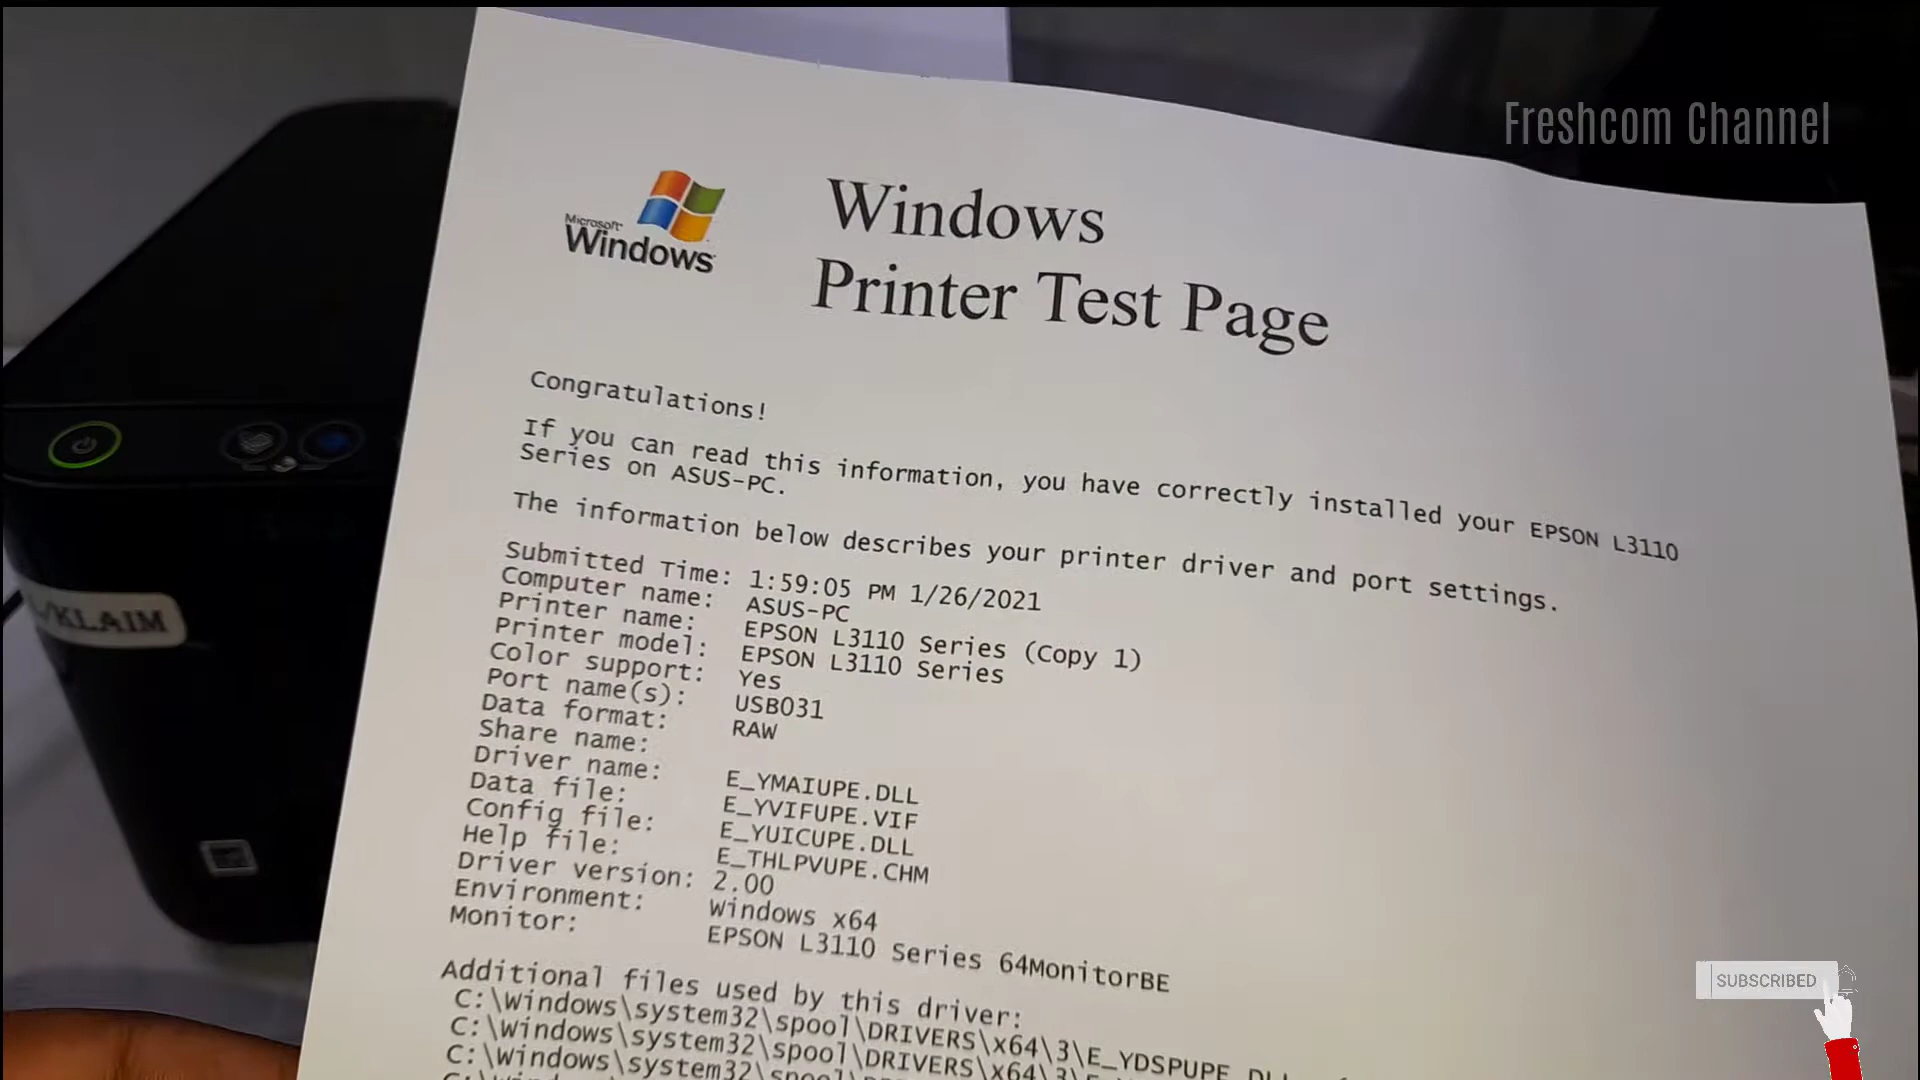 Freshcom Channel
Microsoft
Windows
Windows
Printer Test Page
Congratulations!
If you can read this information, you have correctly installed your EPSON L3110
Series on ASUS-PC.
The information below describes your printer driver and port settings.
Submitted Time: 1:59:05 PM 1/26/2021
Computer name: ASUS-PC
Printer name: EPSON L3110 Series (Copy 1)
Printer model: EPSON L3110 Series
Color support: Yes
Port name(s): USB031
Data format: RAW
Share name:
Driver name: E_YMAIUPE.DLL
Data file: E_YVIFUPE.VIF
Config file: E_YUICUPE.DLL
Help file: E_THLPVUPE.CHM
Driver version: 2.00
Environment: Windows x64
Monitor: EPSON L3110 Series 64MonitorBE
Additional files used by this driver:
C:\Windows\system32\spool\DRIVERS\x64\3\E_YDSPUPE.DLL
C:\Windows\system32\spool\DRIVERS\x64\3\E
C:\Windows\system32\spool
/KLAIM
SUBSCRIBED